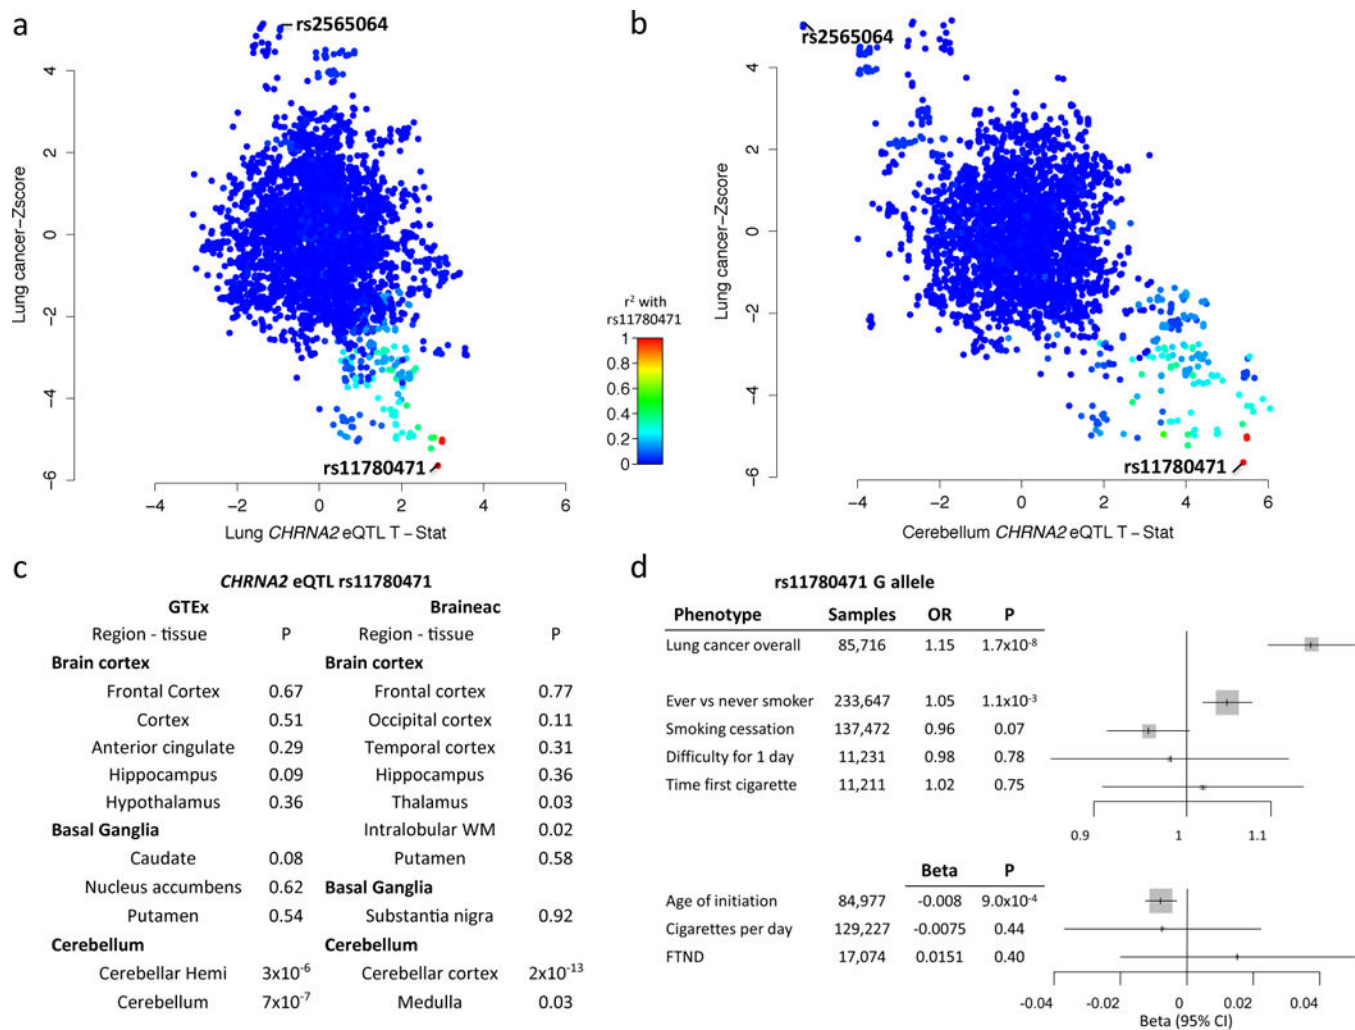 a
rs2565064
Lung cancer−Zscore
4
2
0
−2
−4
−6
rs11780471
−4
−2
0
2
4
6
Lung CHRNA2 eQTL T − Stat
r² with
rs11780471
1
0.8
0.6
0.4
0.2
0
b
rs2565064
Lung cancer−Zscore
4
2
0
−2
−4
−6
rs11780471
−4
−2
0
2
4
6
Cerebellum CHRNA2 eQTL T − Stat
c
CHRNA2 eQTL rs11780471
GTEx Braineac
Region - tissue P Region - tissue P
Brain cortex Brain cortex
Frontal Cortex 0.67 Frontal cortex 0.77
Cortex 0.51 Occipital cortex 0.11
Anterior cingulate 0.29 Temporal cortex 0.31
Hippocampus 0.09 Hippocampus 0.36
Hypothalamus 0.36 Thalamus 0.03
Basal Ganglia Intralobular WM 0.02
Caudate 0.08 Putamen 0.58
Nucleus accumbens 0.62 Basal Ganglia
Putamen 0.54 Substantia nigra 0.92
Cerebellum Cerebellum
Cerebellar Hemi 3x10⁻⁶ Cerebellar cortex 2x10⁻¹³
Cerebellum 7x10⁻⁷ Medulla 0.03
d
rs11780471 G allele
Phenotype Samples OR P
Lung cancer overall 85,716 1.15 1.7x10⁻⁸
Ever vs never smoker 233,647 1.05 1.1x10⁻³
Smoking cessation 137,472 0.96 0.07
Difficulty for 1 day 11,231 0.98 0.78
Time first cigarette 11,211 1.02 0.75
0.9 1 1.1
Beta P
Age of initiation 84,977 -0.008 9.0x10⁻⁴
Cigarettes per day 129,227 -0.0075 0.44
FTND 17,074 0.0151 0.40
-0.04 -0.02 0 0.02 0.04
Beta (95% CI)